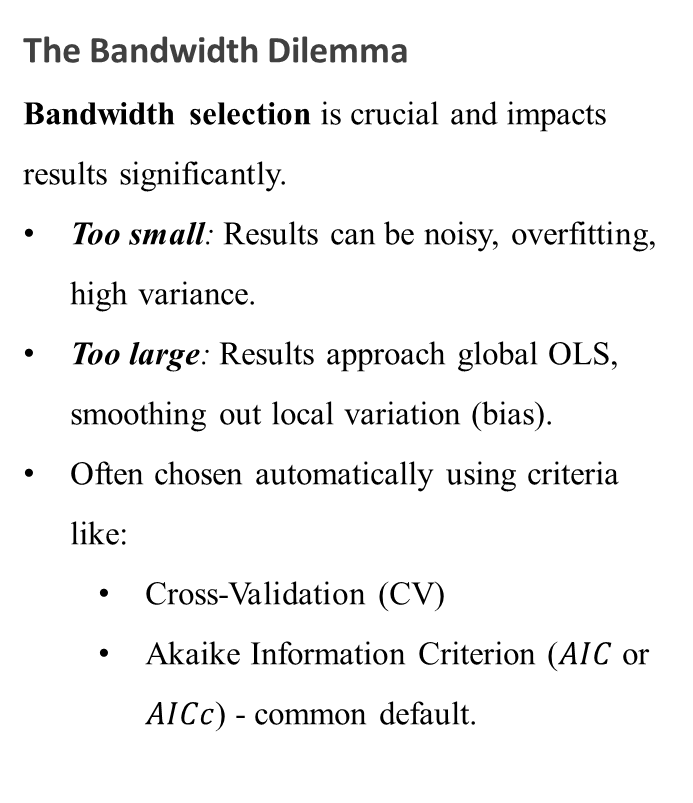 The Bandwidth Dilemma
Bandwidth selection is crucial and impacts
results significantly.
• Too small: Results can be noisy, overfitting,
high variance.
• Too large: Results approach global OLS,
smoothing out local variation (bias).
• Often chosen automatically using criteria
like:
• Cross-Validation (CV)
• Akaike Information Criterion (AIC or
AICc) - common default.